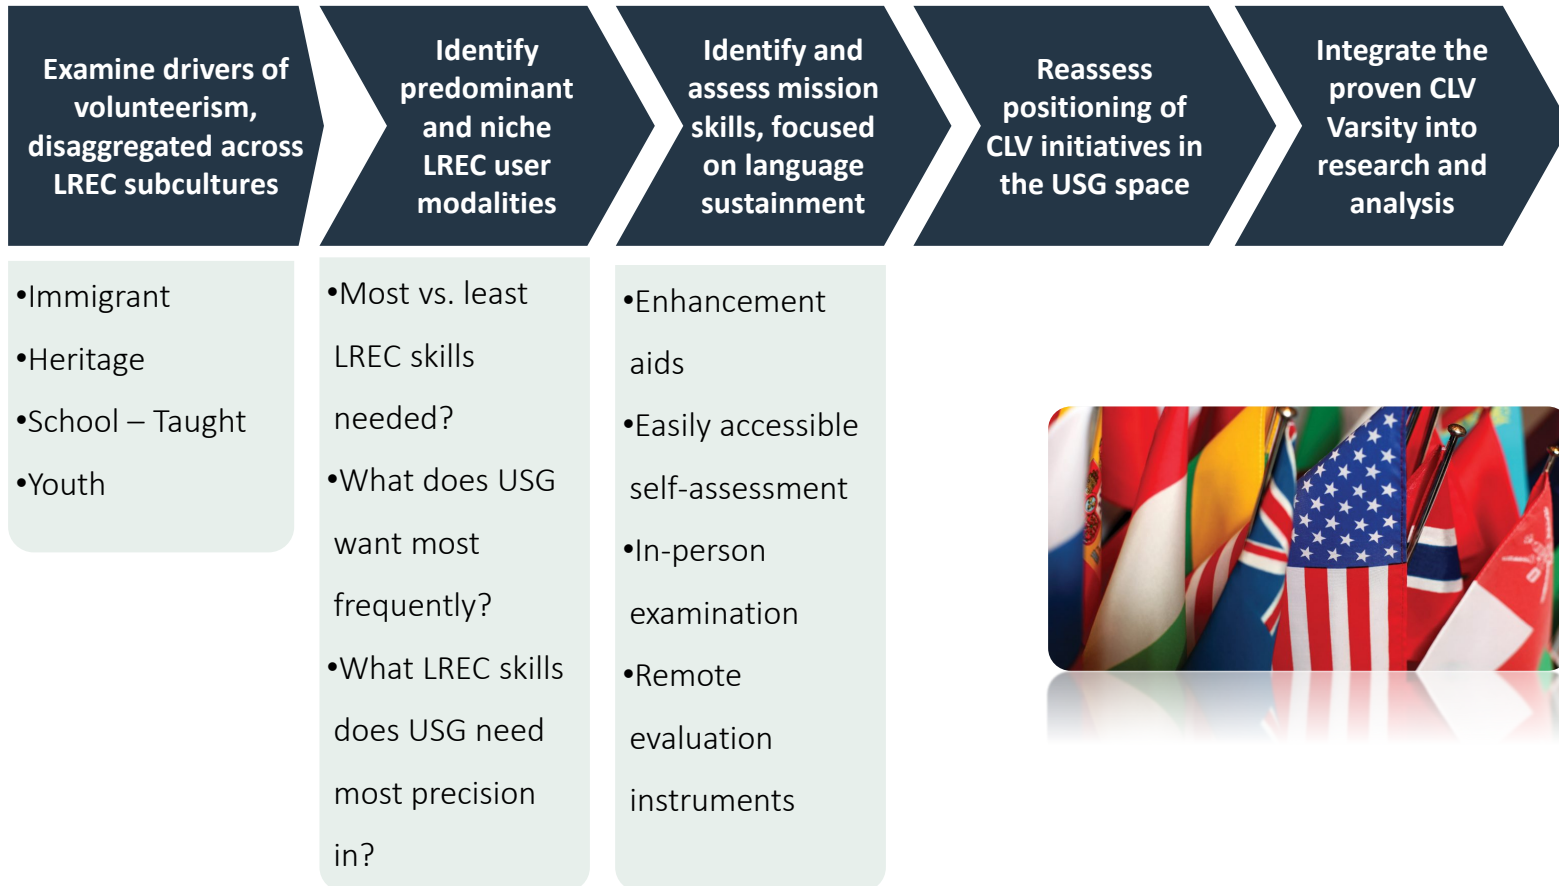 Examine drivers of
volunteerism,
disaggregated across
LREC subcultures
Identify
predominant
and niche
LREC user
modalities
Identify and
assess mission
skills, focused
on language
sustainment
Reassess
positioning of
CLV initiatives in
the USG space
Integrate the
proven CLV
Varsity into
research and
analysis
•Immigrant
•Heritage
•School – Taught
•Youth
•Most vs. least
LREC skills
needed?
•What does USG
want most
frequently?
•What LREC skills
does USG need
most precision
in?
•Enhancement
aids
•Easily accessible
self-assessment
•In-person
examination
•Remote
evaluation
instruments